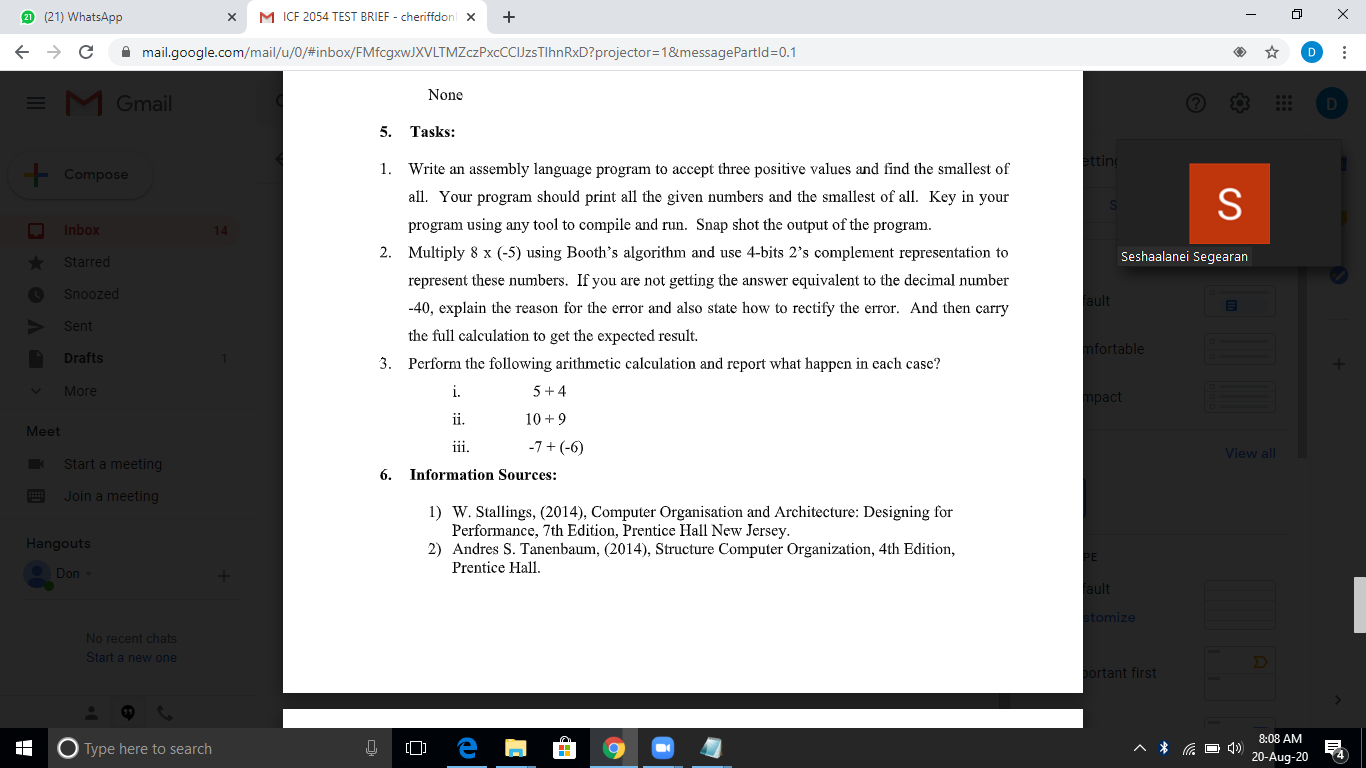 (21) WhatsApp
ICF 2054 TEST BRIEF - cheriffdon
mail.google.com/mail/u/0/#inbox/FMfcgxwJXVLTMZczPxcCClJzsTlhnRxD?projector=1&messagePartId=0.1
D
Gmail
D
Compose
Inbox 14
Starred
Snoozed
Sent
Drafts 1
More
Meet
Start a meeting
Join a meeting
Hangouts
Don
No recent chats
Start a new one
None
5. Tasks:
1. Write an assembly language program to accept three positive values and find the smallest of
all. Your program should print all the given numbers and the smallest of all. Key in your
program using any tool to compile and run. Snap shot the output of the program.
2. Multiply 8 x (-5) using Booth's algorithm and use 4-bits 2's complement representation to
represent these numbers. If you are not getting the answer equivalent to the decimal number
-40, explain the reason for the error and also state how to rectify the error. And then carry
the full calculation to get the expected result.
3. Perform the following arithmetic calculation and report what happen in each case?
i. 5 + 4
ii. 10 + 9
iii. -7 + (-6)
6. Information Sources:
1) W. Stallings, (2014), Computer Organisation and Architecture: Designing for
Performance, 7th Edition, Prentice Hall New Jersey.
2) Andres S. Tanenbaum, (2014), Structure Computer Organization, 4th Edition,
Prentice Hall.
S
Seshaalanei Segearan
View all
Type here to search
8:08 AM
20-Aug-20
4